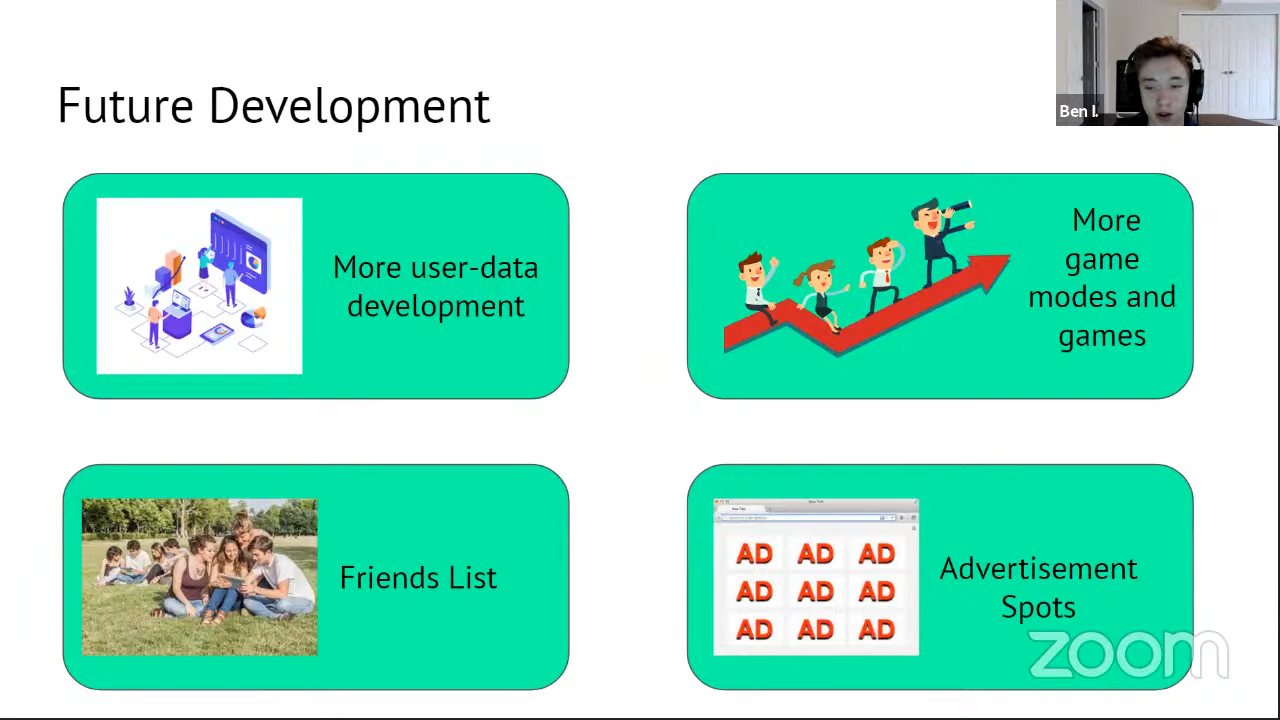 Future Development
Ben I.
More user-data
development
More
game
modes and
games
Friends List
AD AD AD
AD AD AD
AD AD AD
Advertisement
Spots
zoom